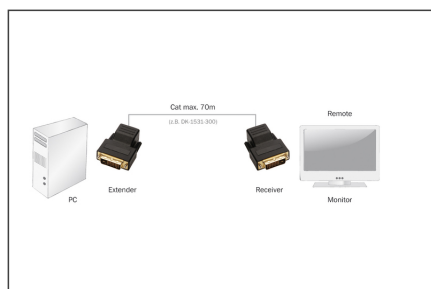 Cat max. 70m
(z.B. DK-1531-300)
Remote
Extender
Receiver
PC
Monitor